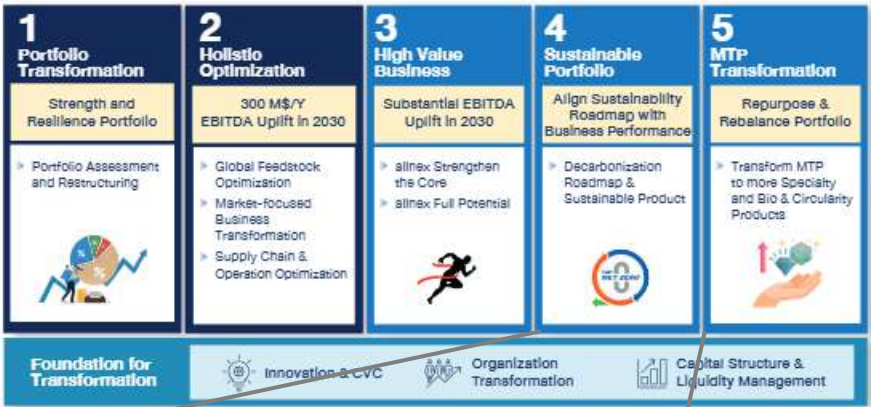 1
Portfolio
Transformation
Strength and
Resilience Portfolio
Portfolio Assessment
and Restructuring
2
Holistic
Optimization
300 M$/Y
EBITDA Uplift in 2030
Global Feedstock
Optimization
Market-focused
Business
Transformation
Supply Chain &
Operation Optimization
3
High Value
Business
Substantial EBITDA
Uplift in 2030
allnex Strengthen
the Core
allnex Full Potential
4
Sustainable
Portfolio
Align Sustainability
Roadmap with
Business Performance
Decarbonization
Roadmap &
Sustainable Product
NET ZERO
5
MTP
Transformation
Repurpose &
Rebalance Portfolio
Transform MTP
to more Specialty
and Bio & Circularity
Products
Foundation for
Transformation
Innovation & CVC
Organization
Transformation
Capital Structure &
Liquidity Management